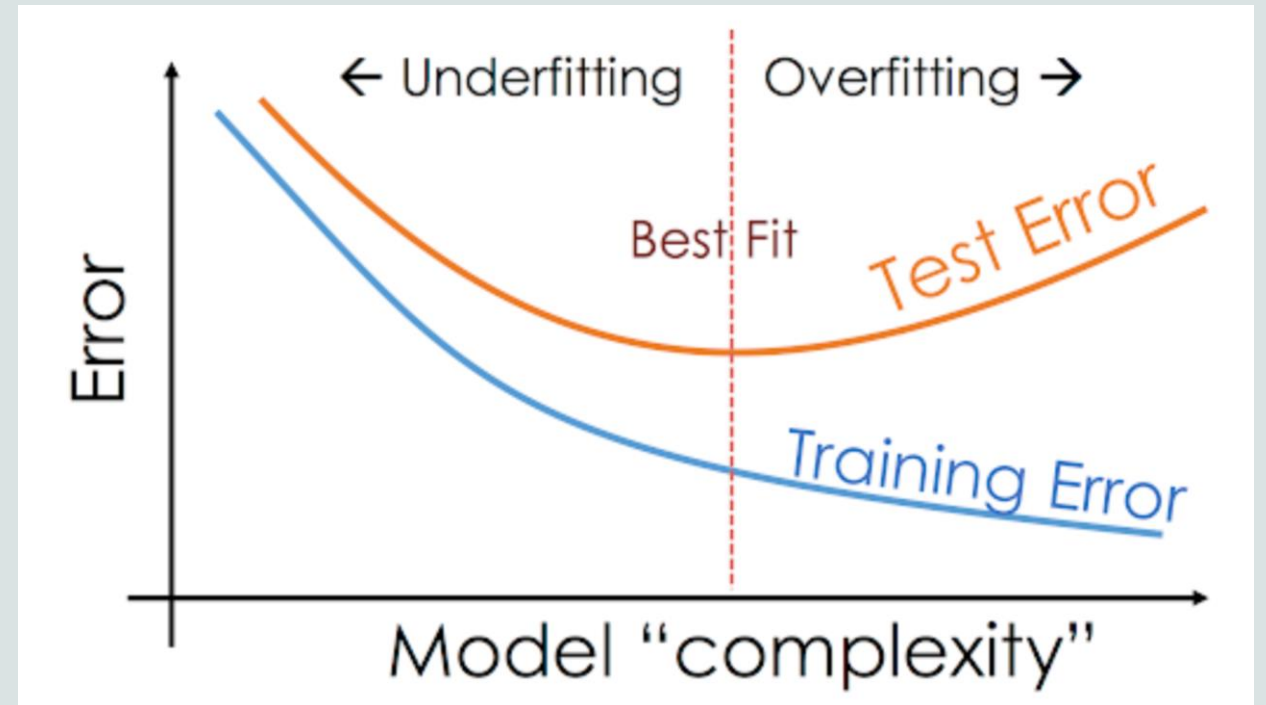 ← Underfitting
Overfitting →
Best Fit
Test Error
Error
Training Error
Model “complexity”